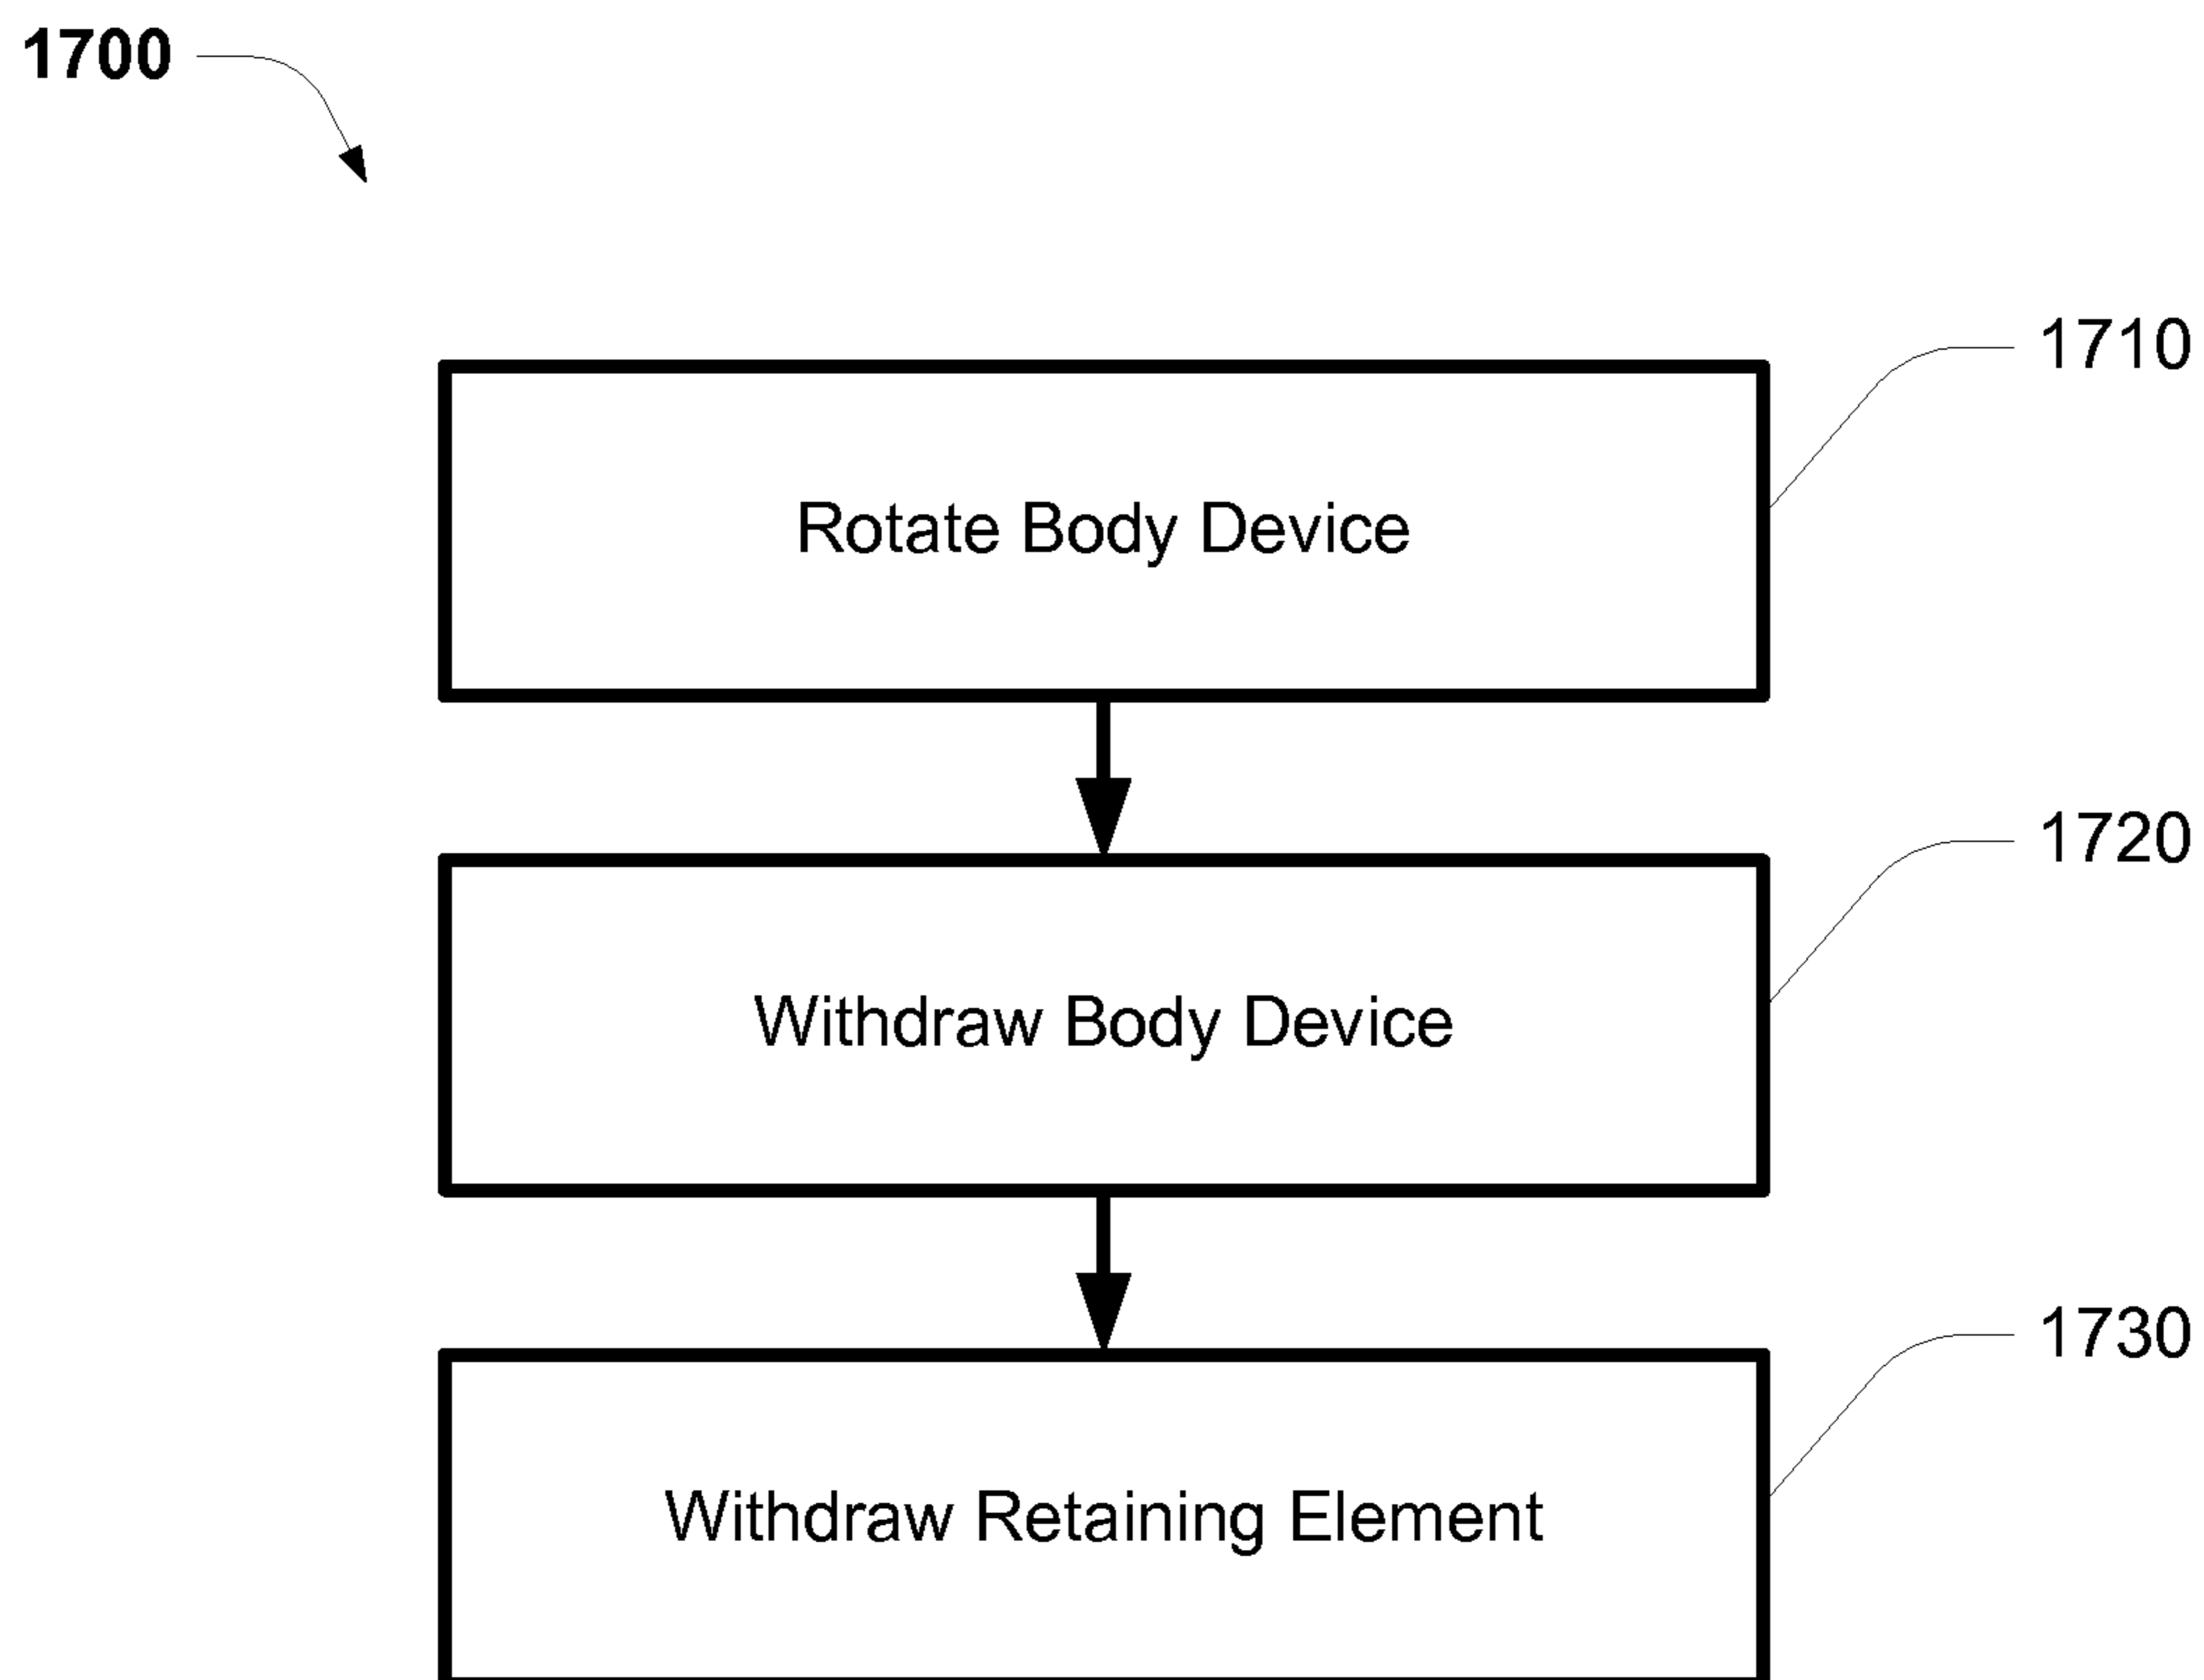 1700
1710
Rotate Body Device
1720
Withdraw Body Device
1730
Withdraw Retaining Element